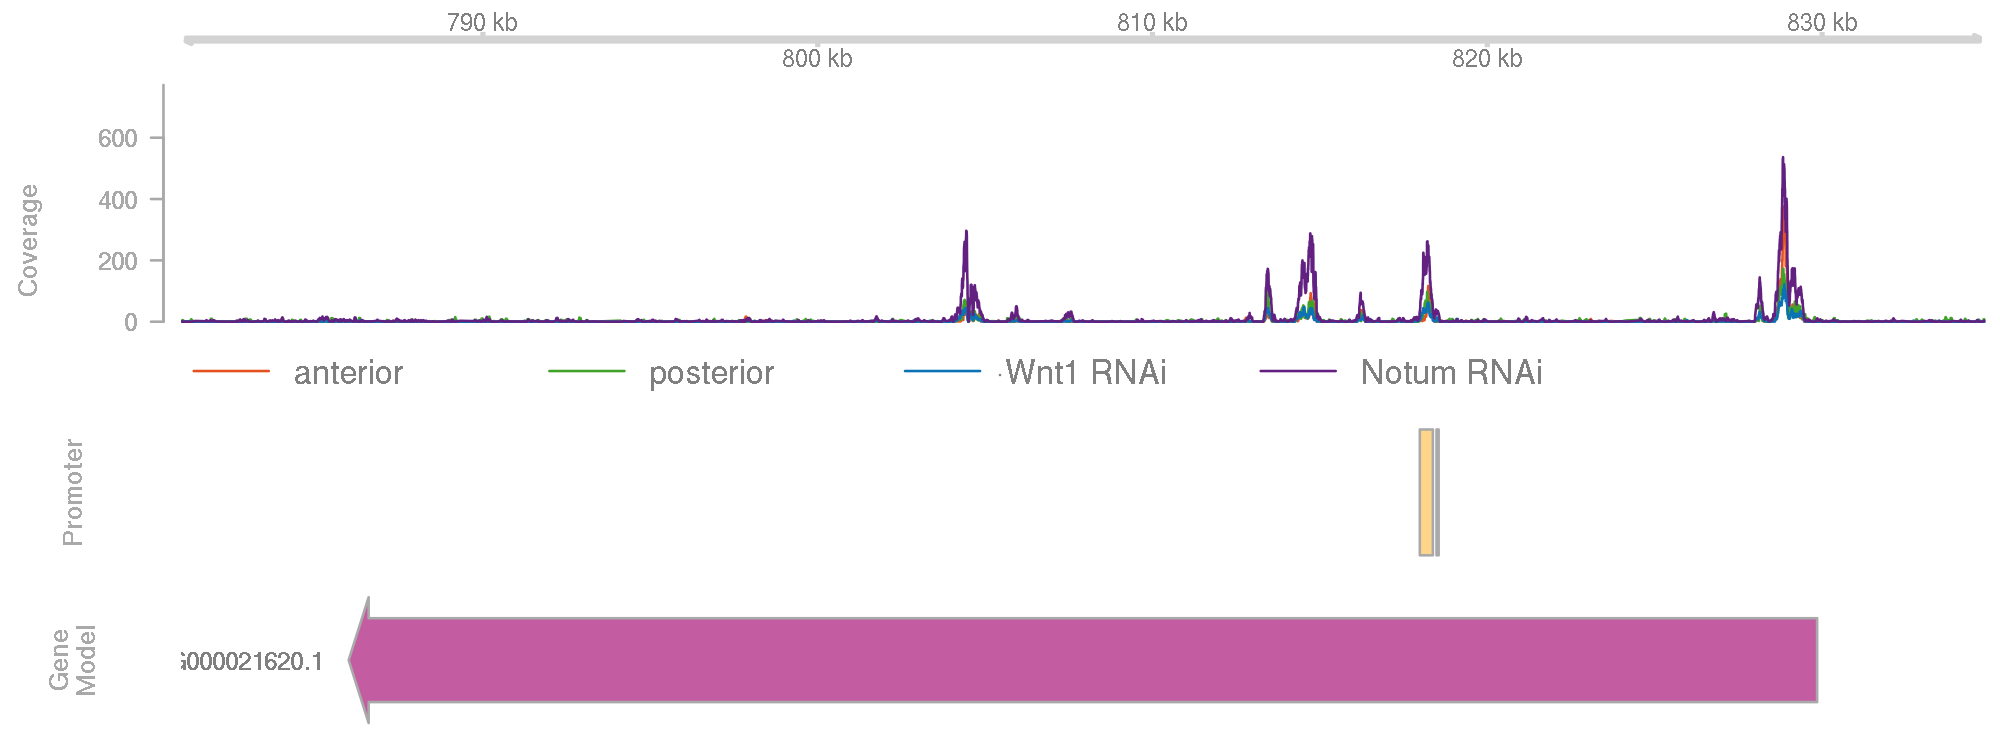 790 kb 810 kb 830 kb
800 kb 820 kb
Coverage
600
400
200
0
anterior posterior Wnt1 RNAi Notum RNAi
Promoter
Gene
Model
G000021620.1